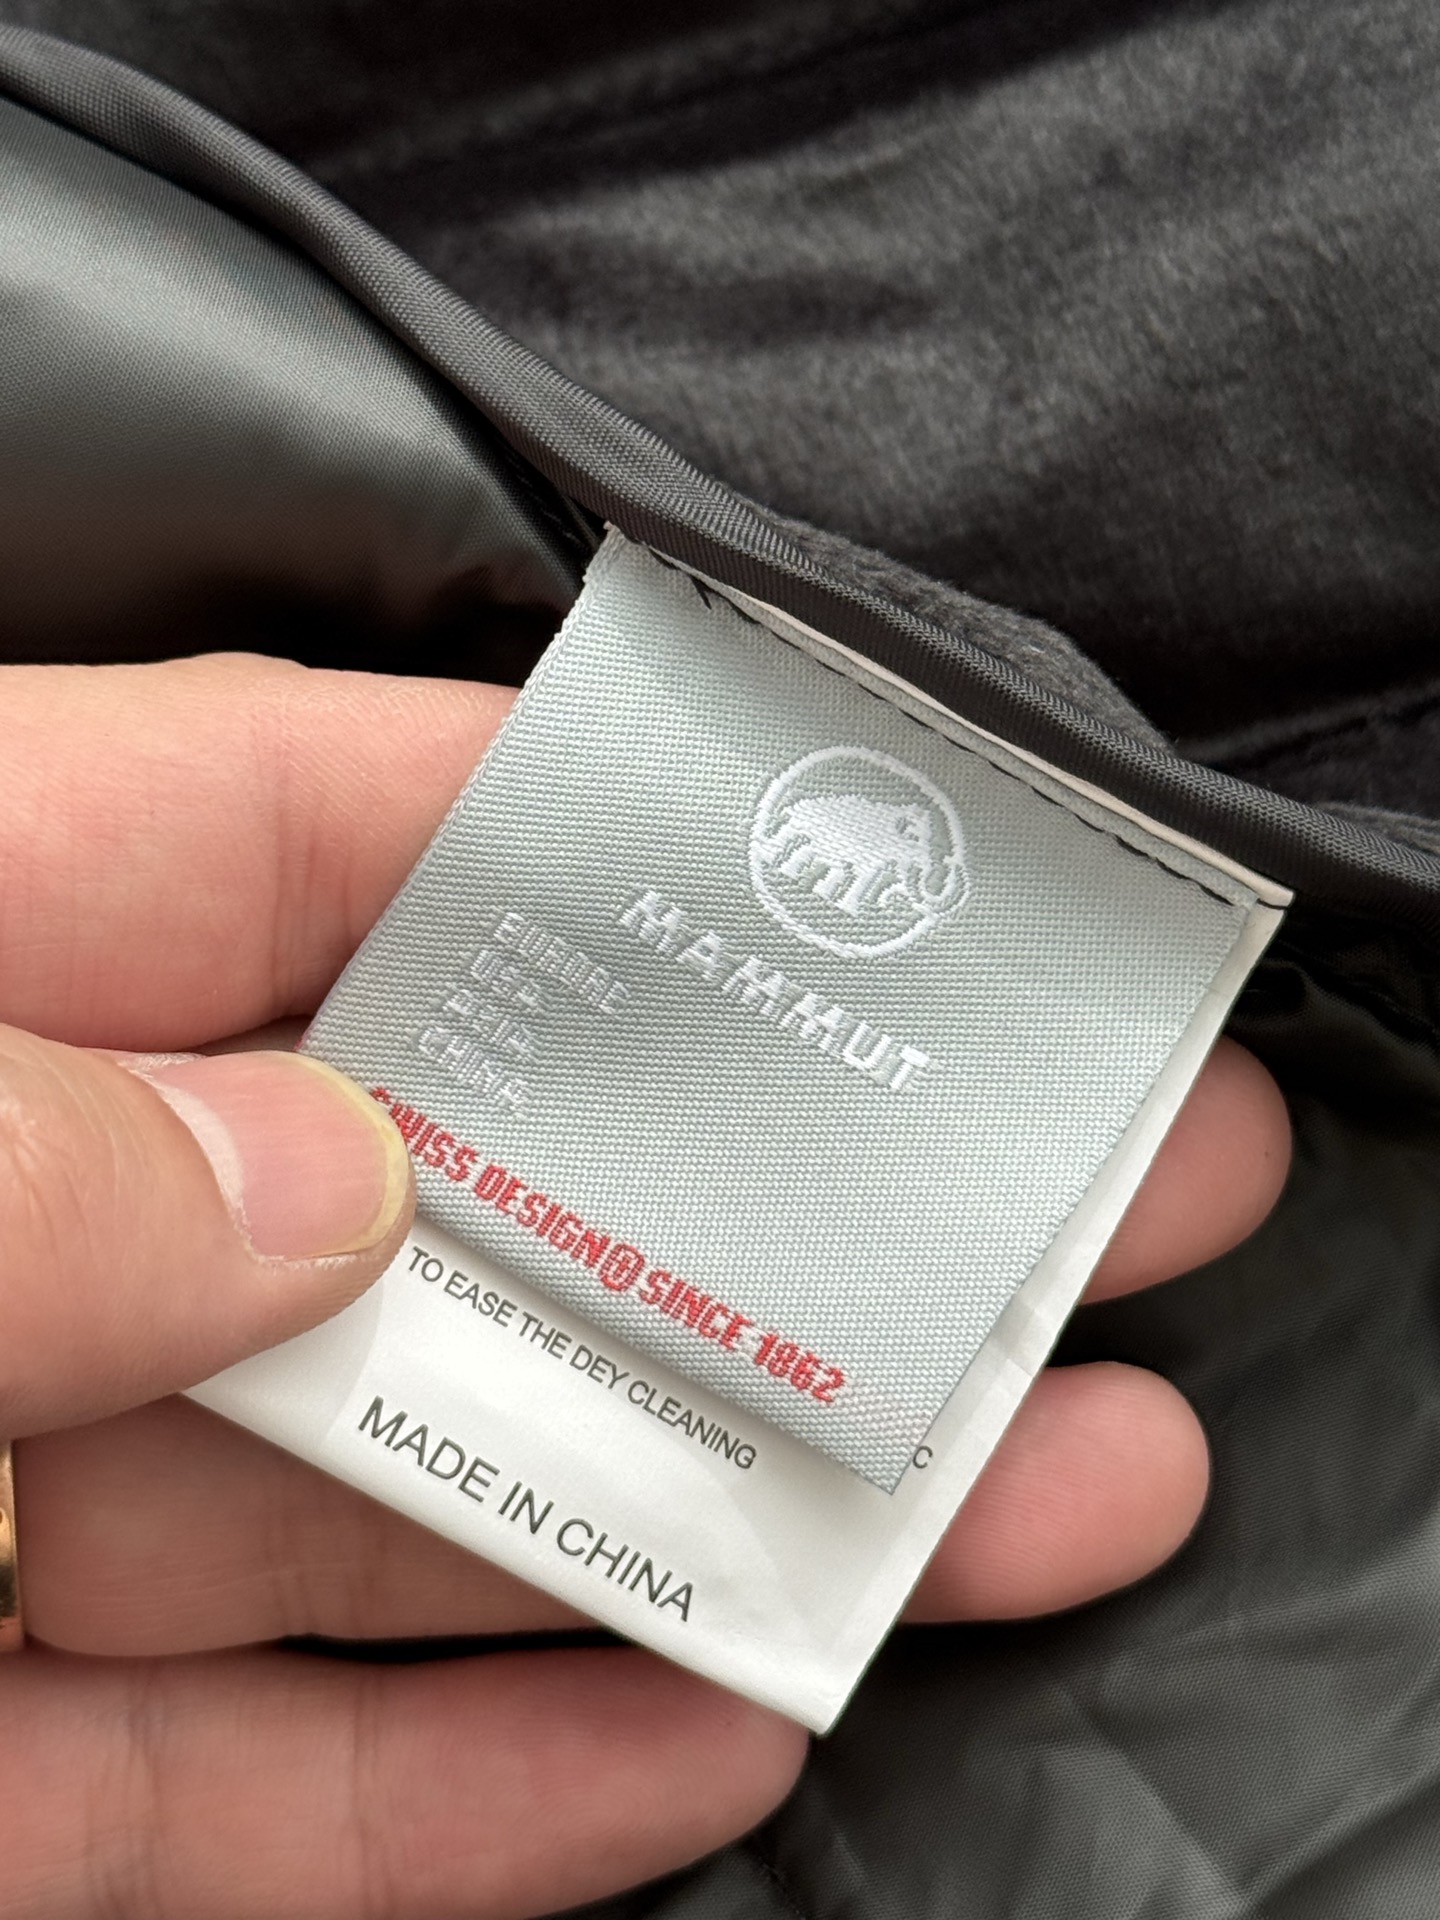 MAMMUT
EUROPE
USA
ASIA
CHINA
SWISS DESIGN® SINCE 1862
TO EASE THE DEY CLEANING
C
MADE IN CHINA